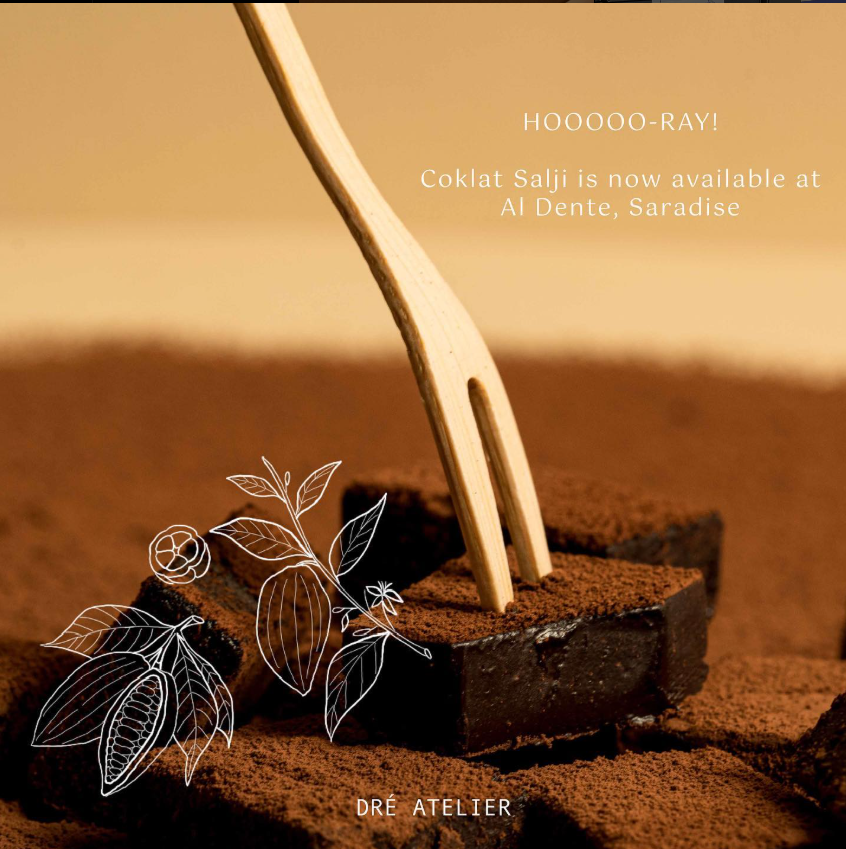 HOOOOO-RAY!
Coklat Salji is now available at
Al Dente, Saradise
DRÉ ATELIER